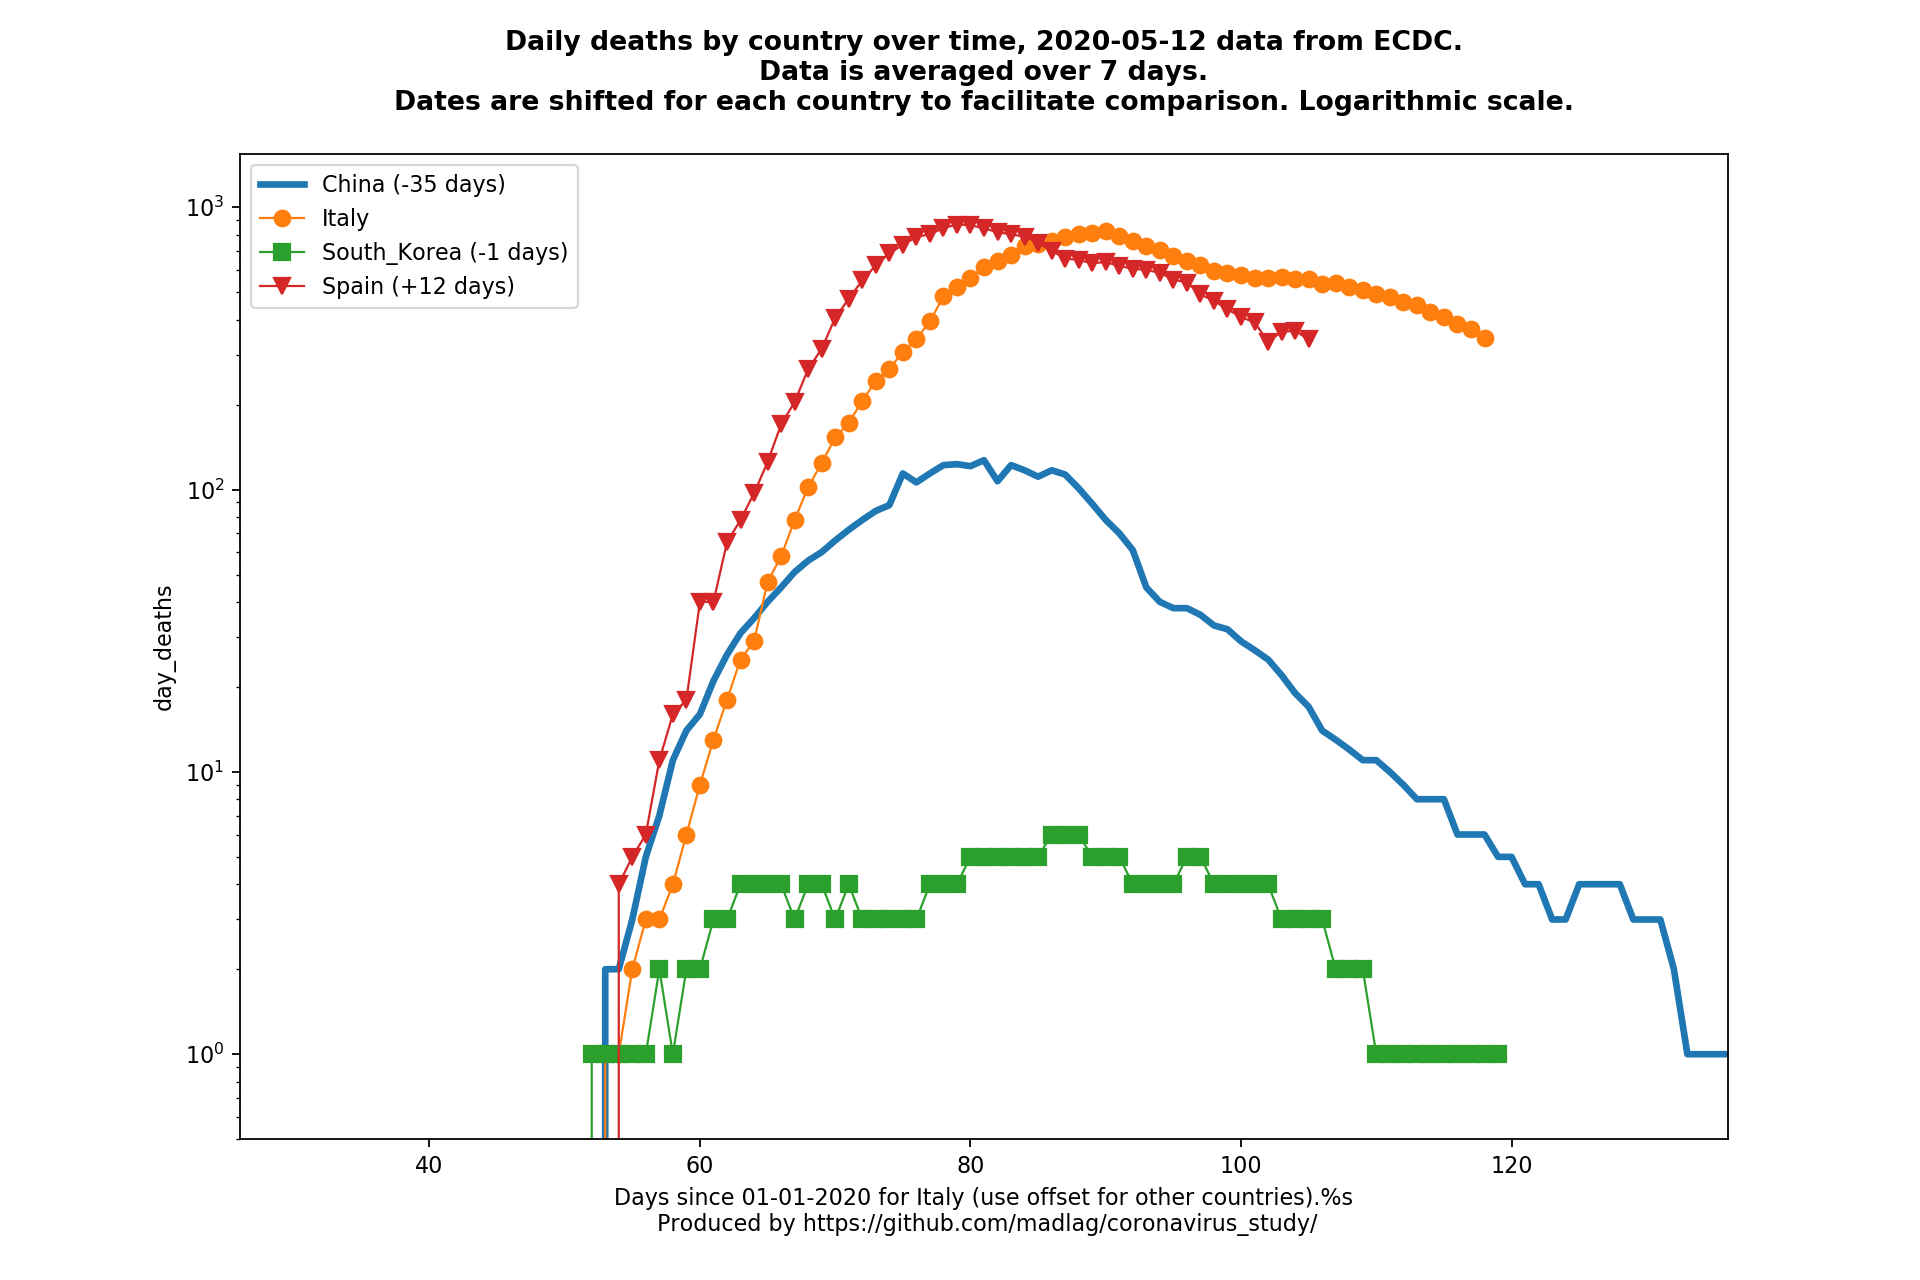 Daily deaths by country over time, 2020-05-12 data from ECDC.
Data is averaged over 7 days.
Dates are shifted for each country to facilitate comparison. Logarithmic scale.
China (-35 days)
Italy
South_Korea (-1 days)
Spain (+12 days)
10³
10²
10¹
10⁰
day_deaths
40 60 80 100 120
Days since 01-01-2020 for Italy (use offset for other countries).%s
Produced by https://github.com/madlag/coronavirus_study/